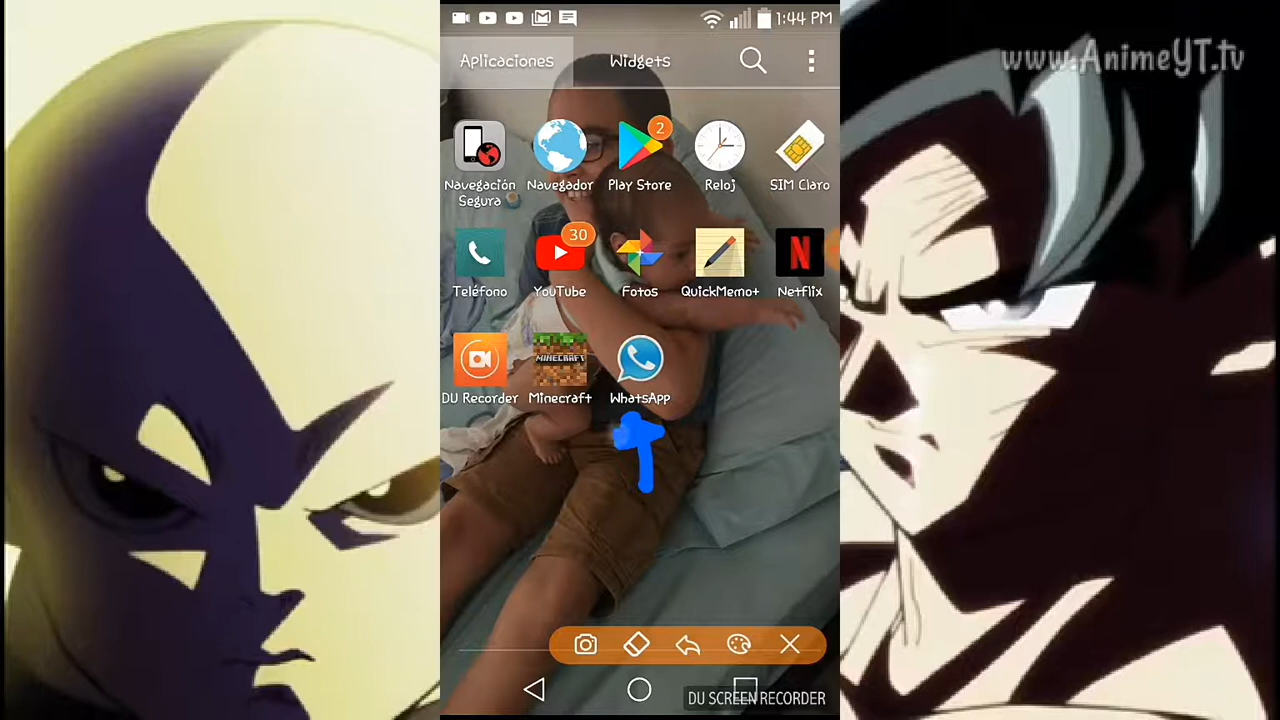 1:44 PM
www.AnimeYT.tv
Aplicaciones
Widgets
2
Navegación Segura
Navegador
Play Store
Reloj
SIM Claro
30
N
Teléfono
YouTube
Fotos
QuickMemo+
Netflix
MINECRAFT
DU Recorder
Minecraft
WhatsApp
DU SCREEN RECORDER